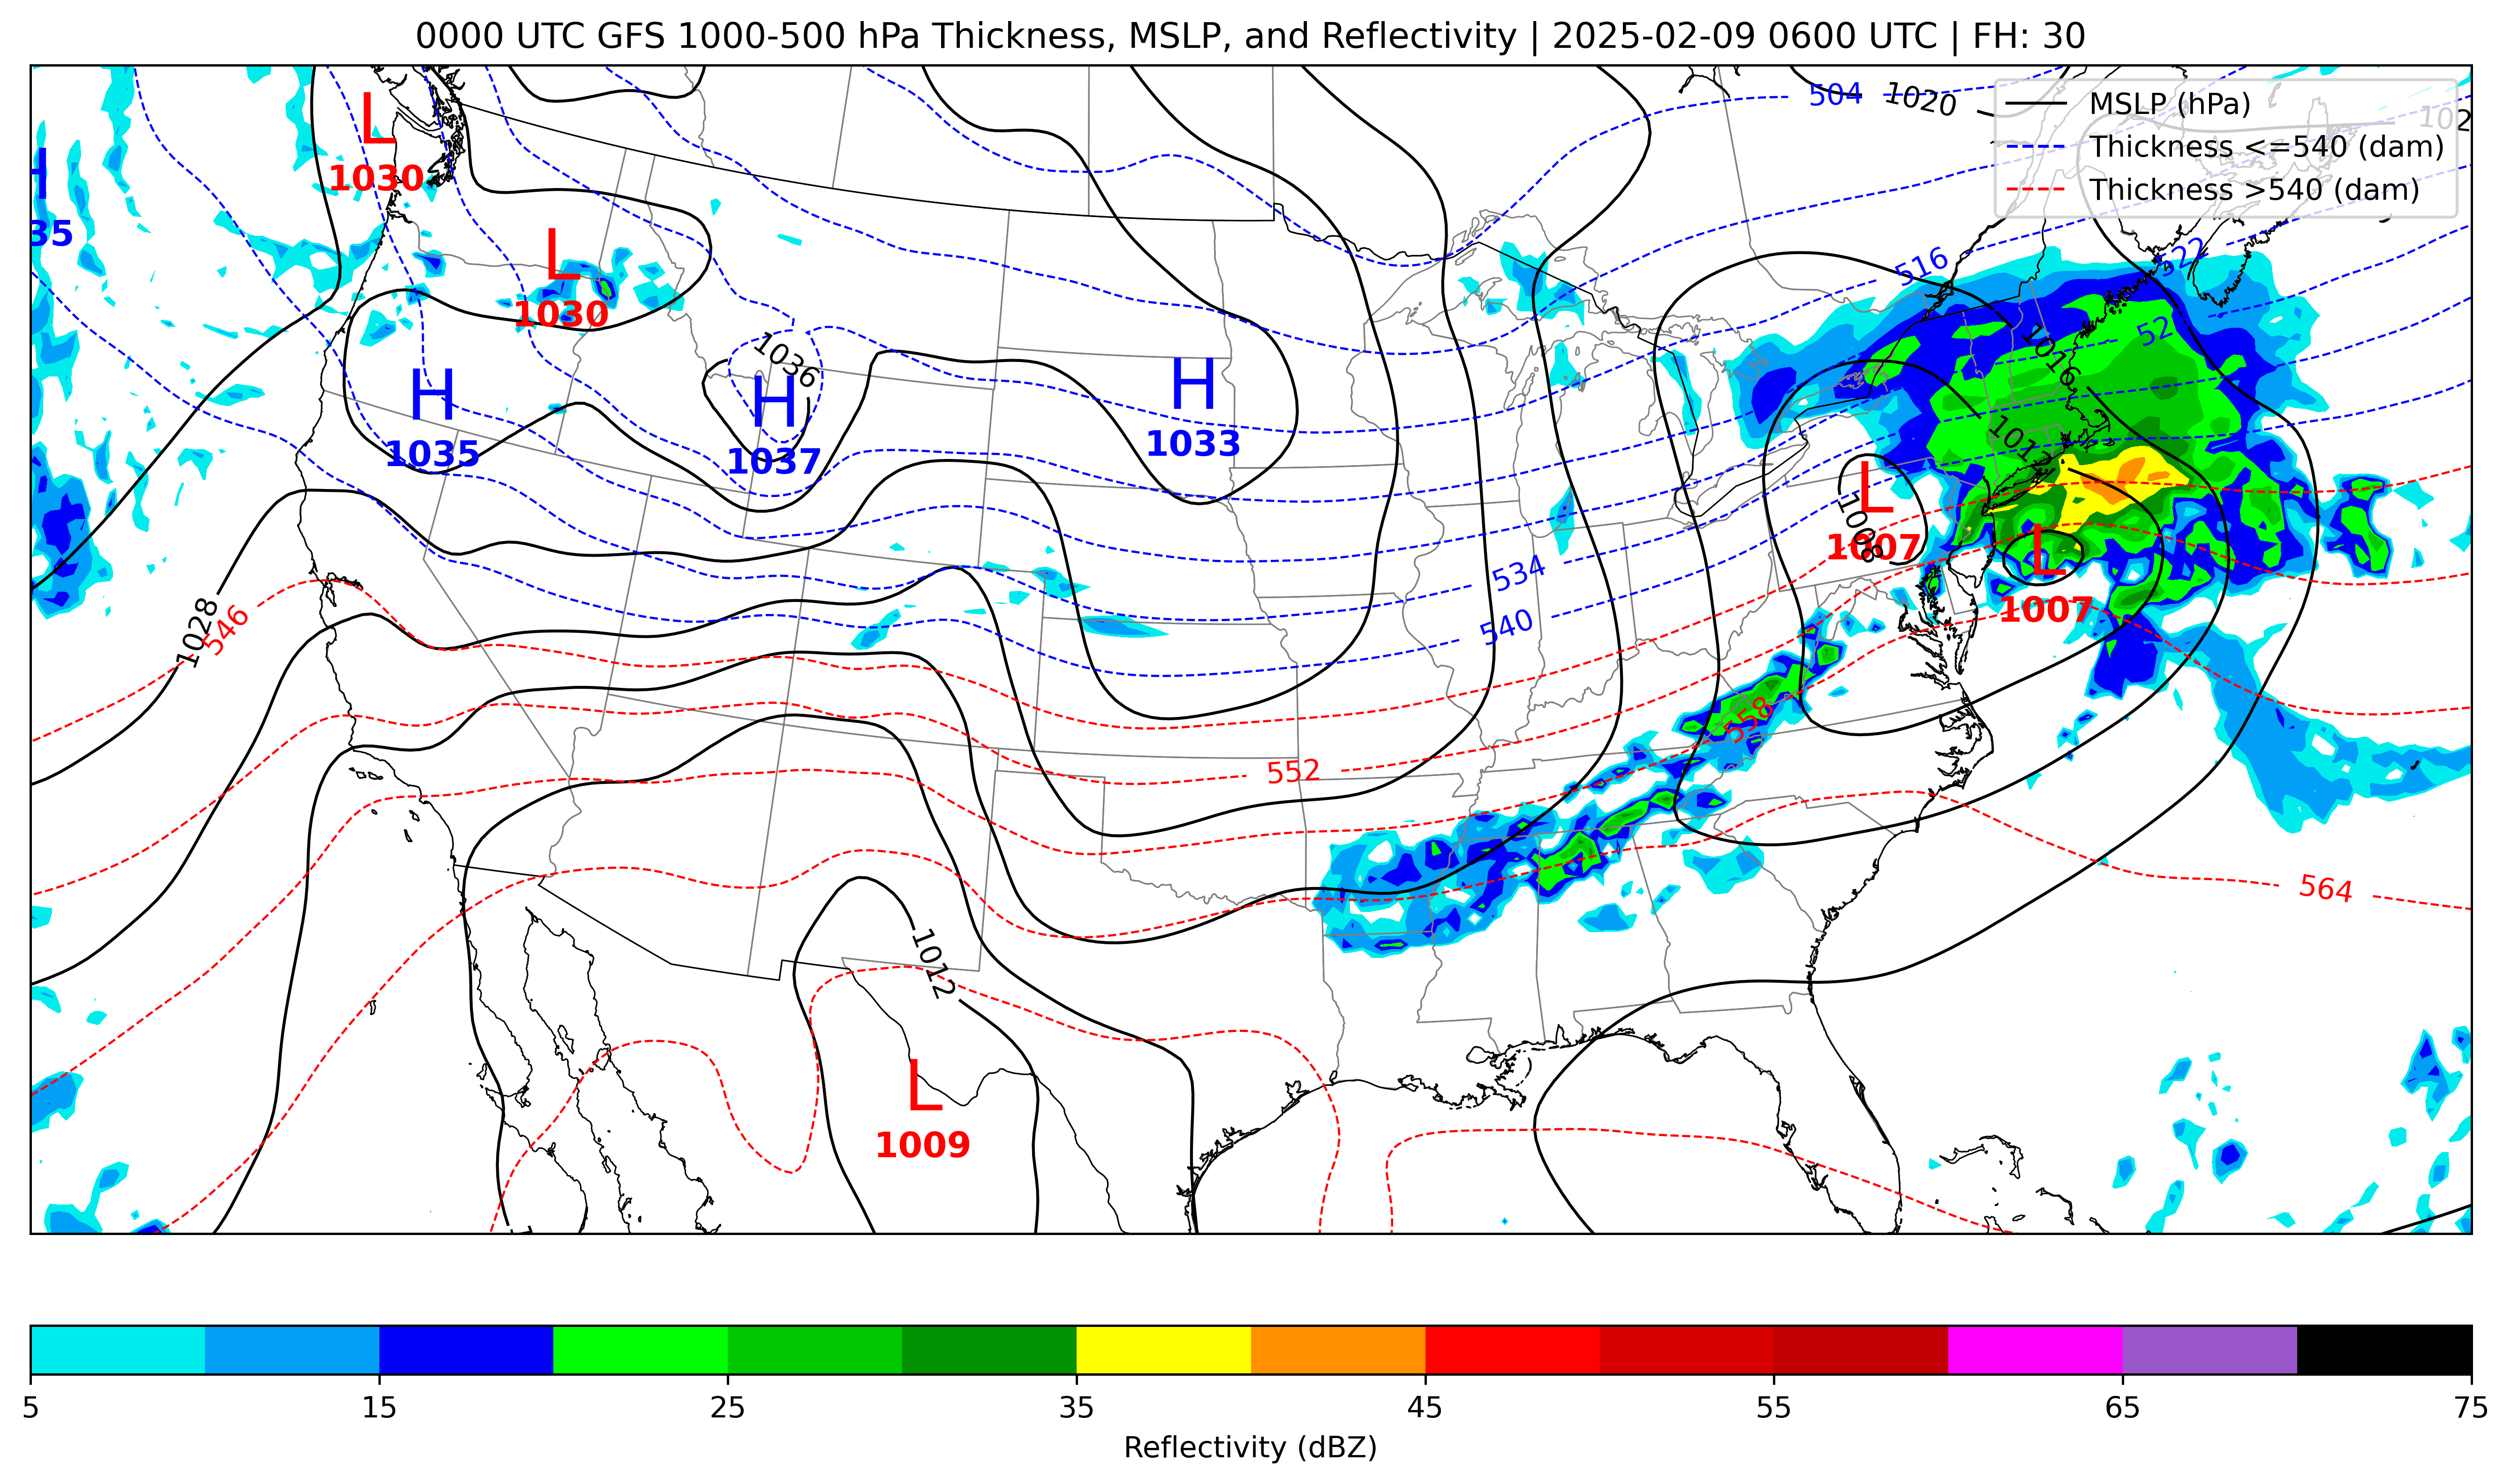 0000 UTC GFS 1000-500 hPa Thickness, MSLP, and Reflectivity | 2025-02-09 0600 UTC | FH: 30
MSLP (hPa)
Thickness <=540 (dam)
Thickness >540 (dam)
504
1020
102
L
1030
H
35
L
1030
516
522
52
1036
1016
H
1035
H
1037
H
1033
1012
L
1007
1008
L
1007
534
540
1028
546
558
552
564
1012
L
1009
5
15
25
35
45
55
65
75
Reflectivity (dBZ)